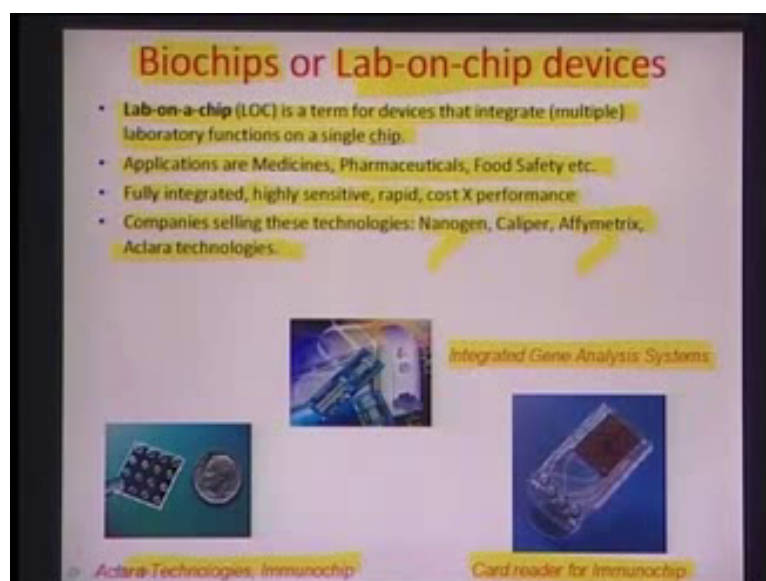 Biochips or Lab-on-chip devices
• Lab-on-a-chip (LOC) is a term for devices that integrate (multiple)
laboratory functions on a single chip.
• Applications are Medicines, Pharmaceuticals, Food Safety etc.
• Fully integrated, highly sensitive, rapid, cost X performance
• Companies selling these technologies: Nanogen, Caliper, Affymetrix,
Aclara technologies.
Integrated Gene Analysis Systems
Aclara Technologies, Immunochip
Card reader for Immunochip